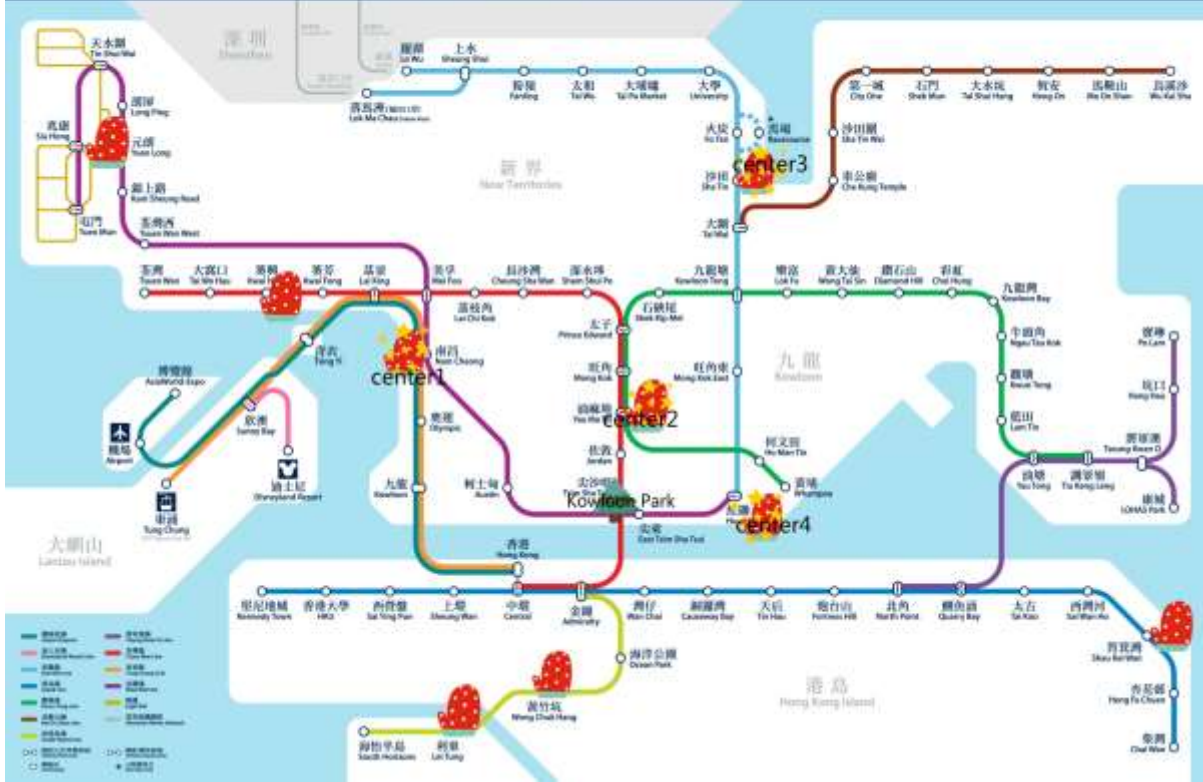 深圳
Shenzhen
天水圍
Tin Shui Wai
朗屏
Long Ping
兆康
Siu Hong
元朗
Yuen Long
錦上路
Kam Sheung Road
屯門
Tuen Mun
荃灣西
Tsuen Wan West
羅湖
Lo Wu
上水
Sheung Shui
落馬洲
Lok Ma Chau
粉嶺
Fanling
太和
Tai Wo
大埔墟
Tai Po Market
大學
University
火炭
Fo Tan
馬場
Racecourse
center3
沙田
Sha Tin
大圍
Tai Wai
第一城
City One
石門
Shek Mun
大水坑
Tai Shui Hang
恆安
Heng On
馬鞍山
Ma On Shan
烏溪沙
Wu Kai Sha
沙田圍
Sha Tin Wai
車公廟
Che Kung Temple
新界
New Territories
荃灣
Tsuen Wan
大窩口
Tai Wo Hau
葵興
葵芳
Kwai Fong
荔景
Lai King
美孚
Mei Foo
荔枝角
Lai Chi Kok
長沙灣
Cheung Sha Wan
深水埗
Sham Shui Po
石硤尾
Shek Kip Mei
九龍塘
Kowloon Tong
樂富
Lok Fu
黃大仙
Wong Tai Sin
鑽石山
Diamond Hill
彩虹
Choi Hung
九龍灣
Kowloon Bay
牛頭角
Ngau Tau Kok
觀塘
Kwun Tong
藍田
Lam Tin
油塘
Yau Tong
調景嶺
Tiu Keng Leng
將軍澳
Tseung Kwan O
寶琳
Po Lam
坑口
Hang Hau
康城
LOHAS Park
太子
Prince Edward
旺角
Mong Kok
油麻地
center2
佐敦
Jordan
尖沙咀
Kowloon Park
旺角東
Mong Kok East
何文田
Ho Man Tin
黃埔
Whampoa
九龍
Kowloon
center4
尖東
East Tsim Sha Tsui
柯士甸
Austin
南昌
Nam Cheong
center1
奧運
Olympic
九龍
Kowloon
香港
Hong Kong
青衣
Tsing Yi
博覽館
AsiaWorld-Expo
機場
Airport
欣澳
Sunny Bay
迪士尼
Disneyland Resort
東涌
Tung Chung
大嶼山
Lantau Island
堅尼地城
Kennedy Town
香港大學
HKU
西營盤
Sai Ying Pun
上環
Sheung Wan
中環
Central
金鐘
Admiralty
灣仔
Wan Chai
銅鑼灣
Causeway Bay
天后
Tin Hau
炮台山
Fortress Hill
北角
North Point
鰂魚涌
Quarry Bay
太古
Tai Koo
西灣河
Sai Wan Ho
筲箕灣
Shau Kei Wan
杏花邨
Heng Fa Chuen
柴灣
Chai Wan
海洋公園
Ocean Park
黃竹坑
Wong Chuk Hang
利東
Lei Tung
海怡半島
South Horizons
港島
Hong Kong Island